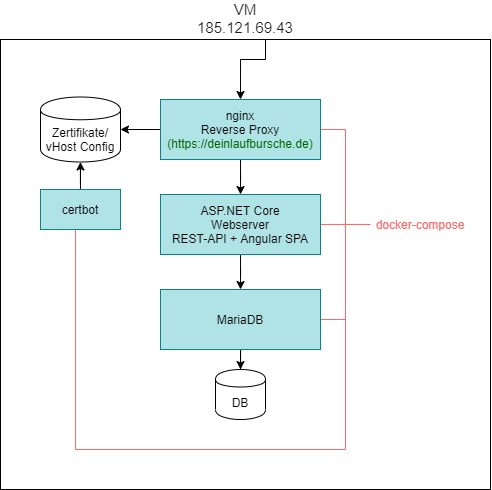 VM
185.121.69.43
nginx
Reverse Proxy
(https://deinlaufbursche.de)
Zertifikate/
vHost Config
certbot
ASP.NET Core
Webserver
REST-API + Angular SPA
docker-compose
MariaDB
DB